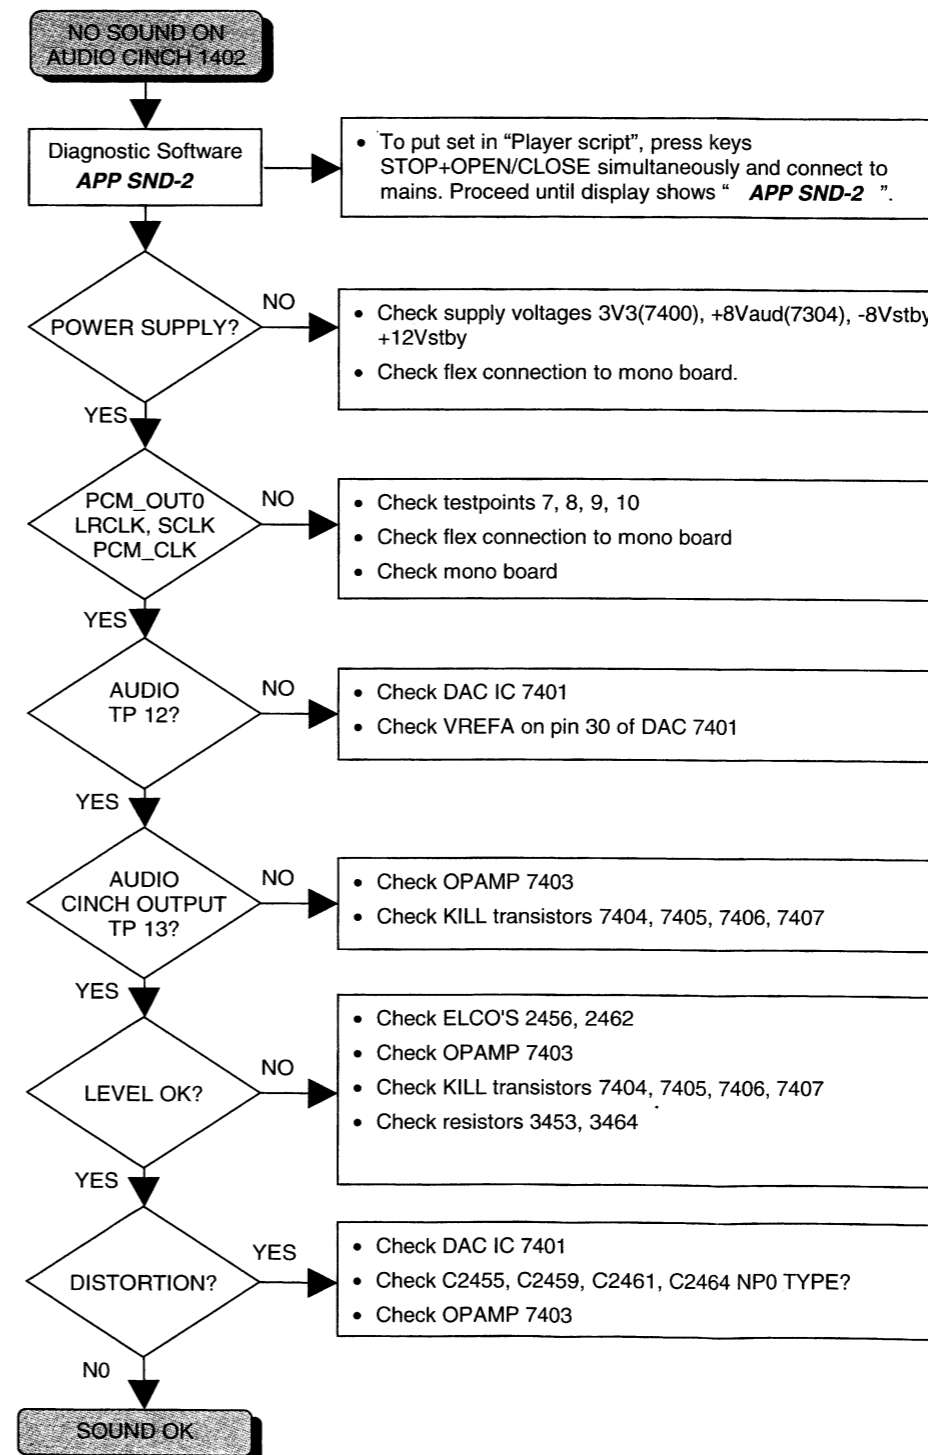 NO SOUND ON
AUDIO CINCH 1402
Diagnostic Software
APP SND-2
• To put set in “Player script”, press keys
STOP+OPEN/CLOSE simultaneously and connect to
mains. Proceed until display shows “ APP SND-2 ”.
POWER SUPPLY?
NO
• Check supply voltages 3V3(7400), +8Vaud(7304), -8Vstby
+12Vstby
• Check flex connection to mono board.
YES
PCM_OUT0
LRCLK, SCLK
PCM_CLK
NO
• Check testpoints 7, 8, 9, 10
• Check flex connection to mono board
• Check mono board
YES
AUDIO
TP 12?
NO
• Check DAC IC 7401
• Check VREFA on pin 30 of DAC 7401
YES
AUDIO
CINCH OUTPUT
TP 13?
NO
• Check OPAMP 7403
• Check KILL transistors 7404, 7405, 7406, 7407
YES
LEVEL OK?
NO
• Check ELCO'S 2456, 2462
• Check OPAMP 7403
• Check KILL transistors 7404, 7405, 7406, 7407
• Check resistors 3453, 3464
YES
DISTORTION?
YES
• Check DAC IC 7401
• Check C2455, C2459, C2461, C2464 NP0 TYPE?
• Check OPAMP 7403
N0
SOUND OK